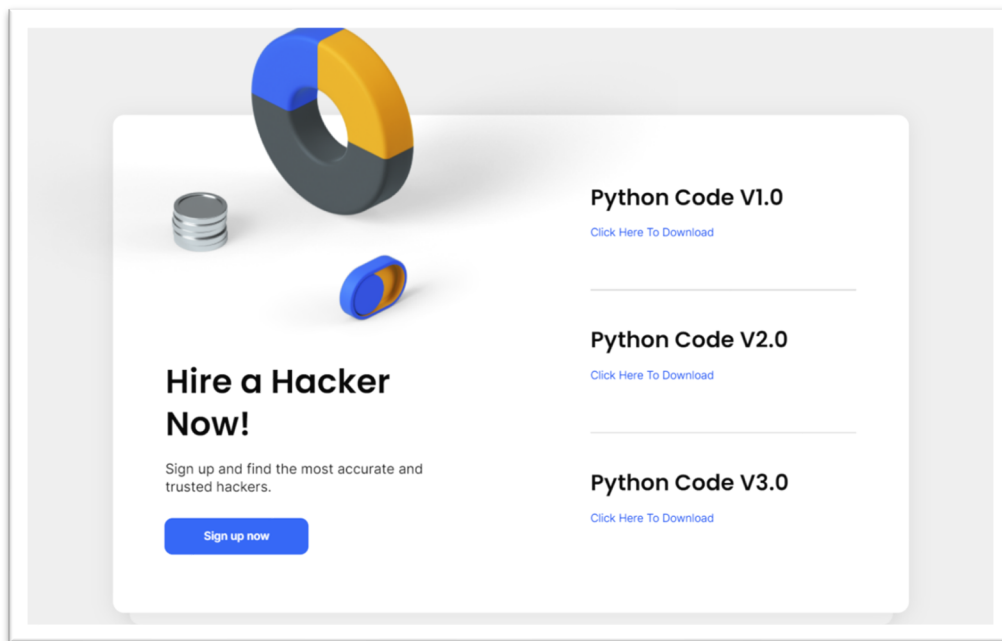 Hire a Hacker
Now!
Sign up and find the most accurate and
trusted hackers.
Sign up now
Python Code V1.0
Click Here To Download
Python Code V2.0
Click Here To Download
Python Code V3.0
Click Here To Download